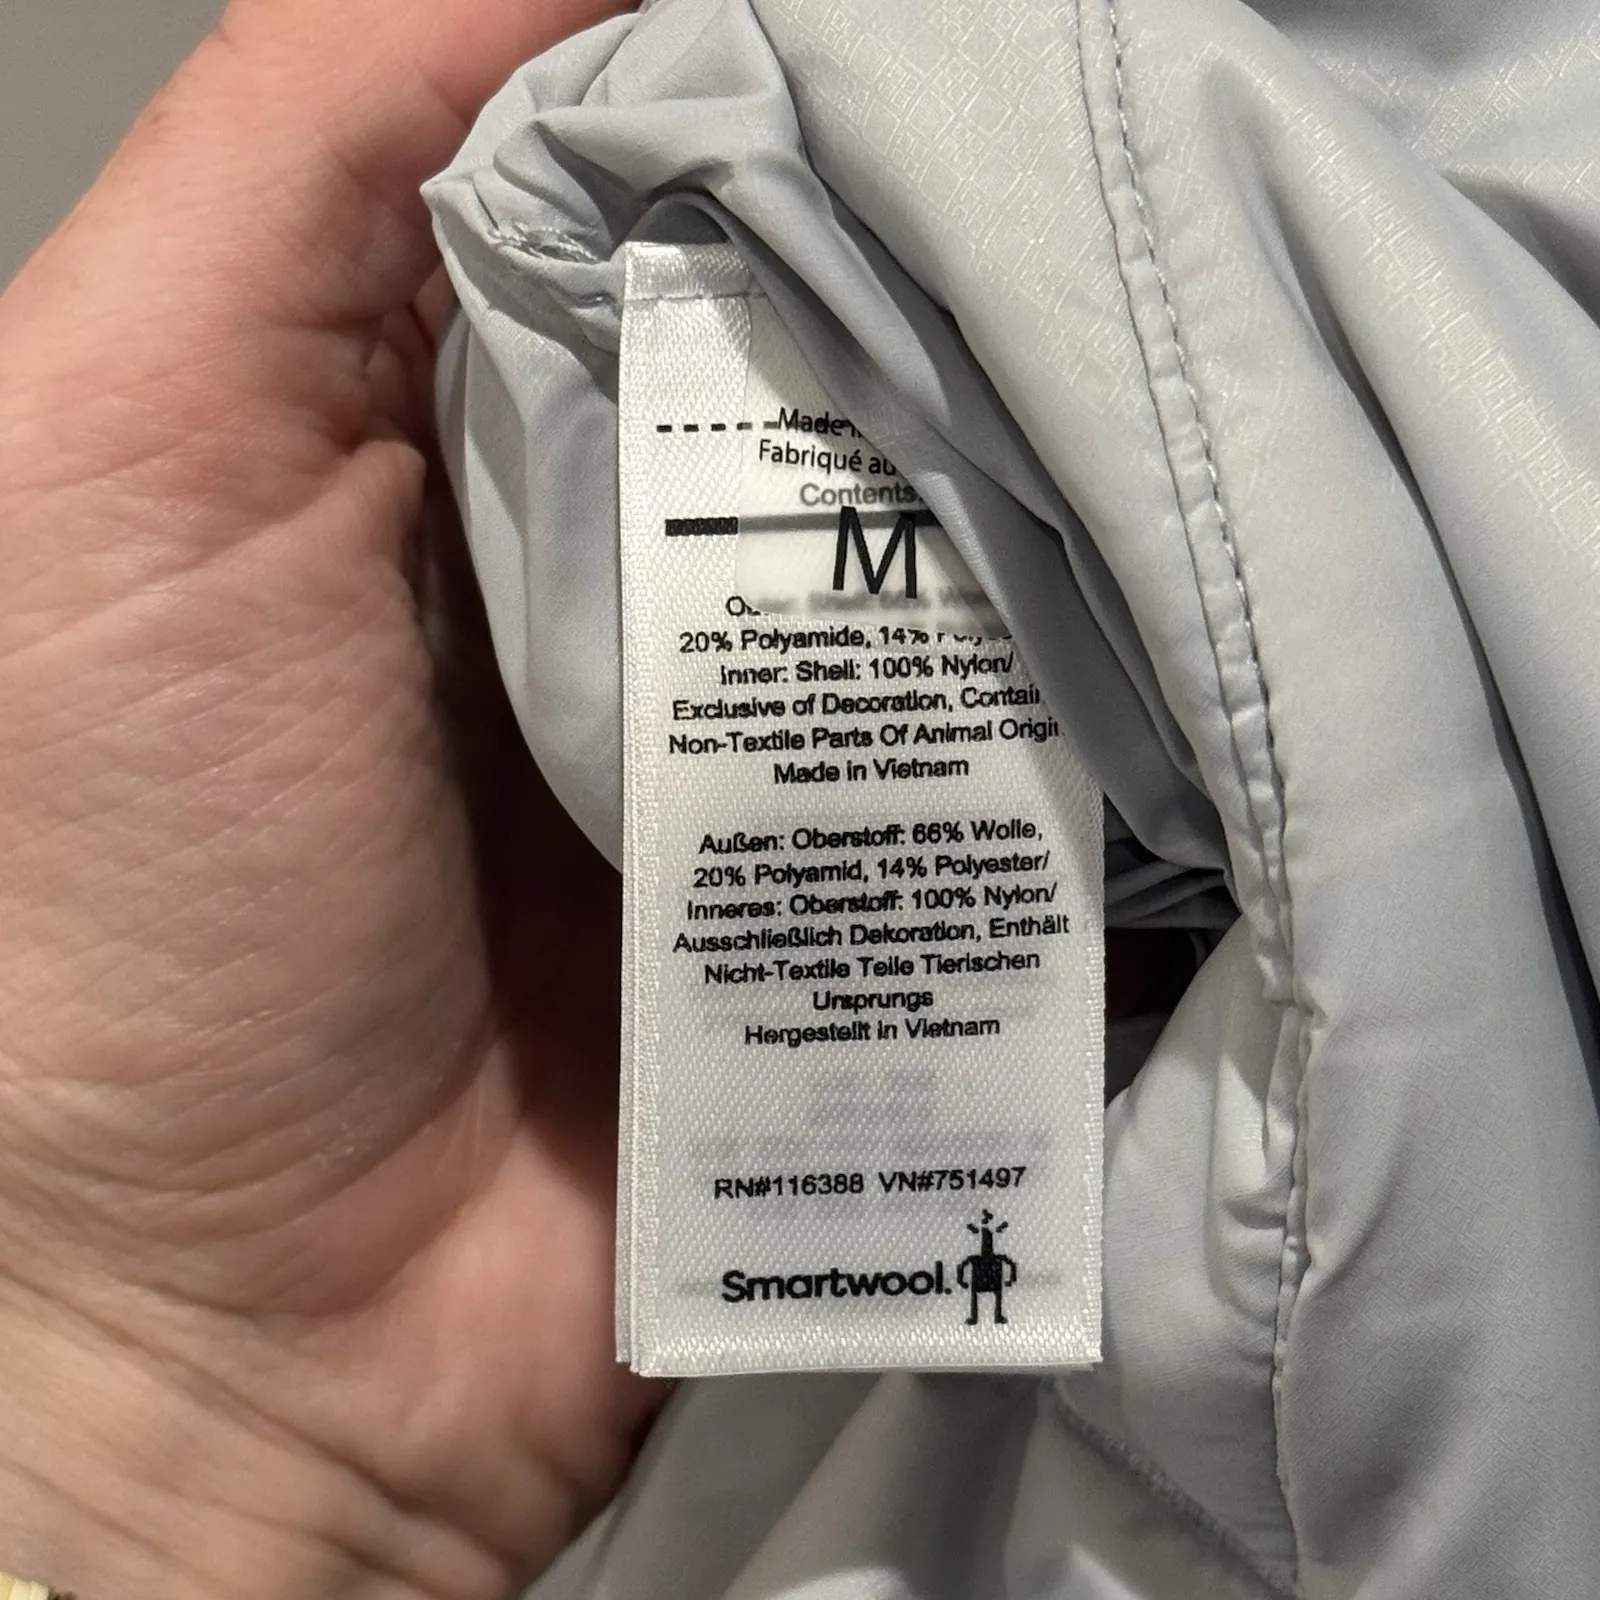 Made
Fabriqué au
Contents
M
20% Polyamide, 14%
Inner: Shell: 100% Nylon/
Exclusive of Decoration,
Non-Textile Parts Of Animal
Made in Vietnam
Außen: Oberstoff: 66% Wolle,
20% Polyamid, 14% Polyester/
Inneres: Oberstoff: 100% Nylon/
Ausschließlich Dekoration, Enthält
Nicht-Textile Teile Tierischen
Ursprungs
Hergestellt in Vietnam
RN#116388 VN#751497
Smartwool.